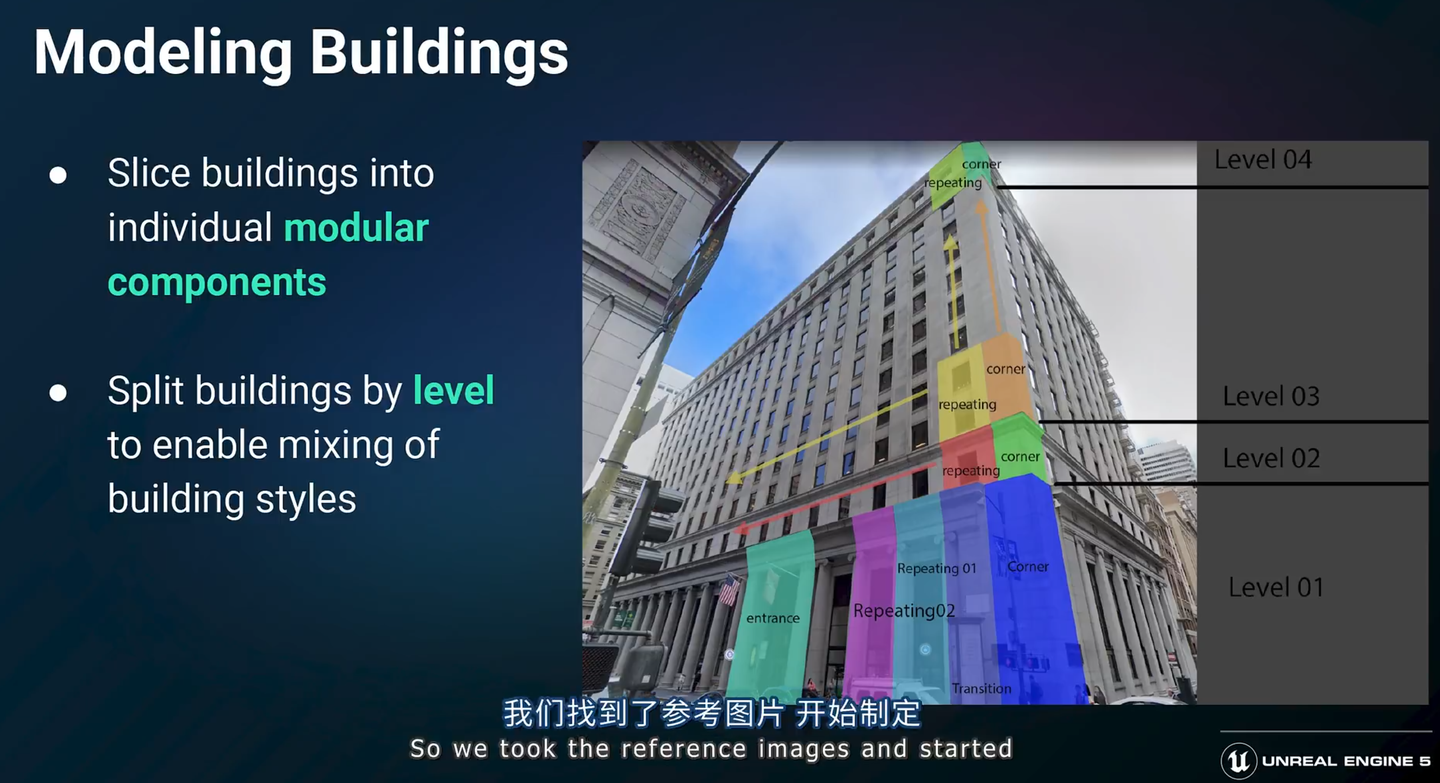 Modeling Buildings
● Slice buildings into
individual modular
components
● Split buildings by level
to enable mixing of
building styles
corner
repeating
corner
repeating
corner
repeating
Repeating 01
Corner
Repeating02
entrance
Transition
Level 04
Level 03
Level 02
Level 01
我们找到了参考图片 开始制定
So we took the reference images and started
UNREAL ENGINE 5